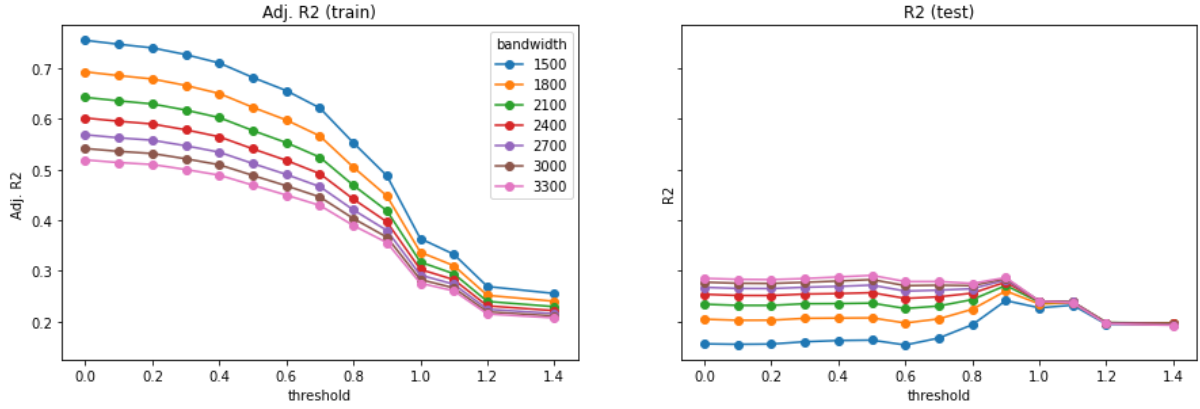 Adj. R2 (train)
R2 (test)
bandwidth
1500
1800
2100
2400
2700
3000
3300
0.7
0.6
0.5
0.4
0.3
0.2
Adj. R2
0.0 0.2 0.4 0.6 0.8 1.0 1.2 1.4
threshold
R2
0.0 0.2 0.4 0.6 0.8 1.0 1.2 1.4
threshold